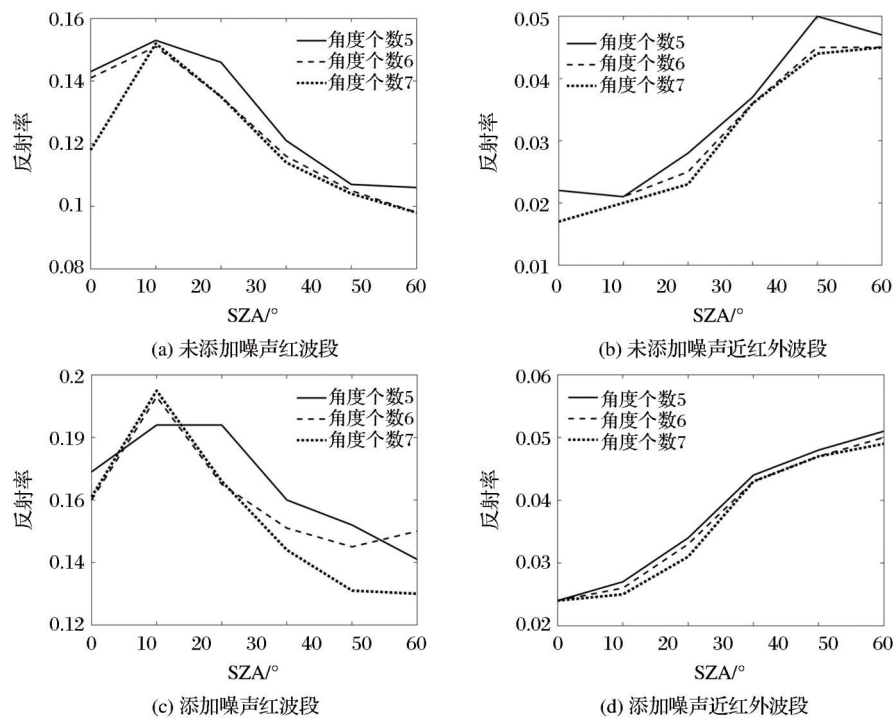 0.16
0.14
0.12
0.1
0.08
反射率
角度个数5
角度个数6
角度个数7
0 10 20 30 40 50 60
SZA/°
(a) 未添加噪声红波段
0.05
0.04
0.03
0.02
0.01
反射率
角度个数5
角度个数6
角度个数7
0 10 20 30 40 50 60
SZA/°
(b) 未添加噪声近红外波段
0.2
0.19
0.16
0.14
0.12
反射率
角度个数5
角度个数6
角度个数7
0 10 20 30 40 50 60
SZA/°
(c) 添加噪声红波段
0.06
0.05
0.04
0.03
0.02
反射率
角度个数5
角度个数6
角度个数7
0 10 20 30 40 50 60
SZA/°
(d) 添加噪声近红外波段